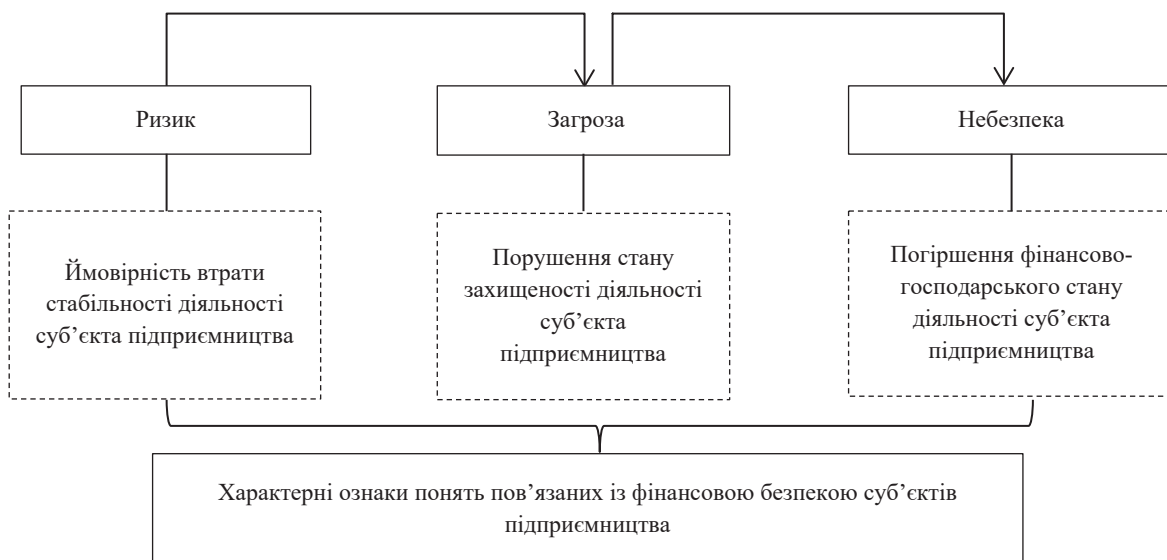 Ризик
Загроза
Небезпека
Ймовірність втрати
стабільності діяльності
суб’єкта підприємництва
Порушення стану
захищеності діяльності
суб’єкта
підприємництва
Погіршення фінансово-
господарського стану
діяльності суб’єкта
підприємництва
Характерні ознаки понять пов’язаних із фінансовою безпекою суб’єктів
підприємництва